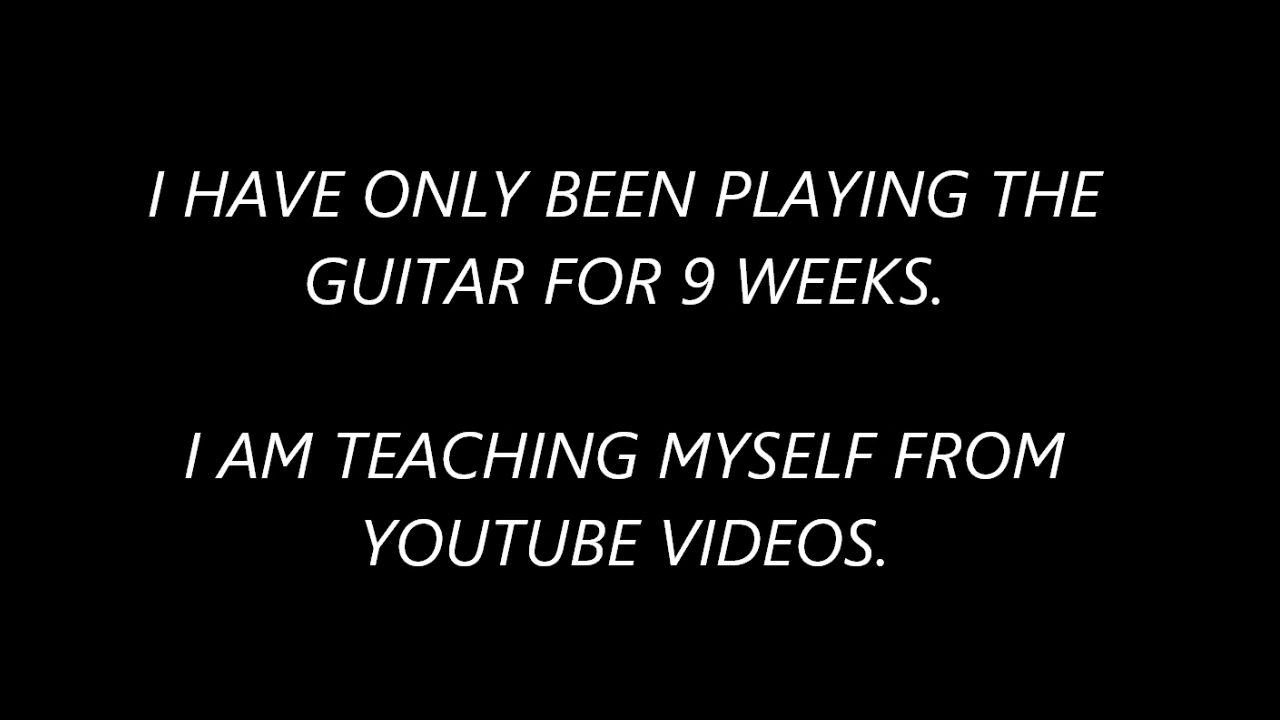 I HAVE ONLY BEEN PLAYING THE
GUITAR FOR 9 WEEKS.
I AM TEACHING MYSELF FROM
YOUTUBE VIDEOS.